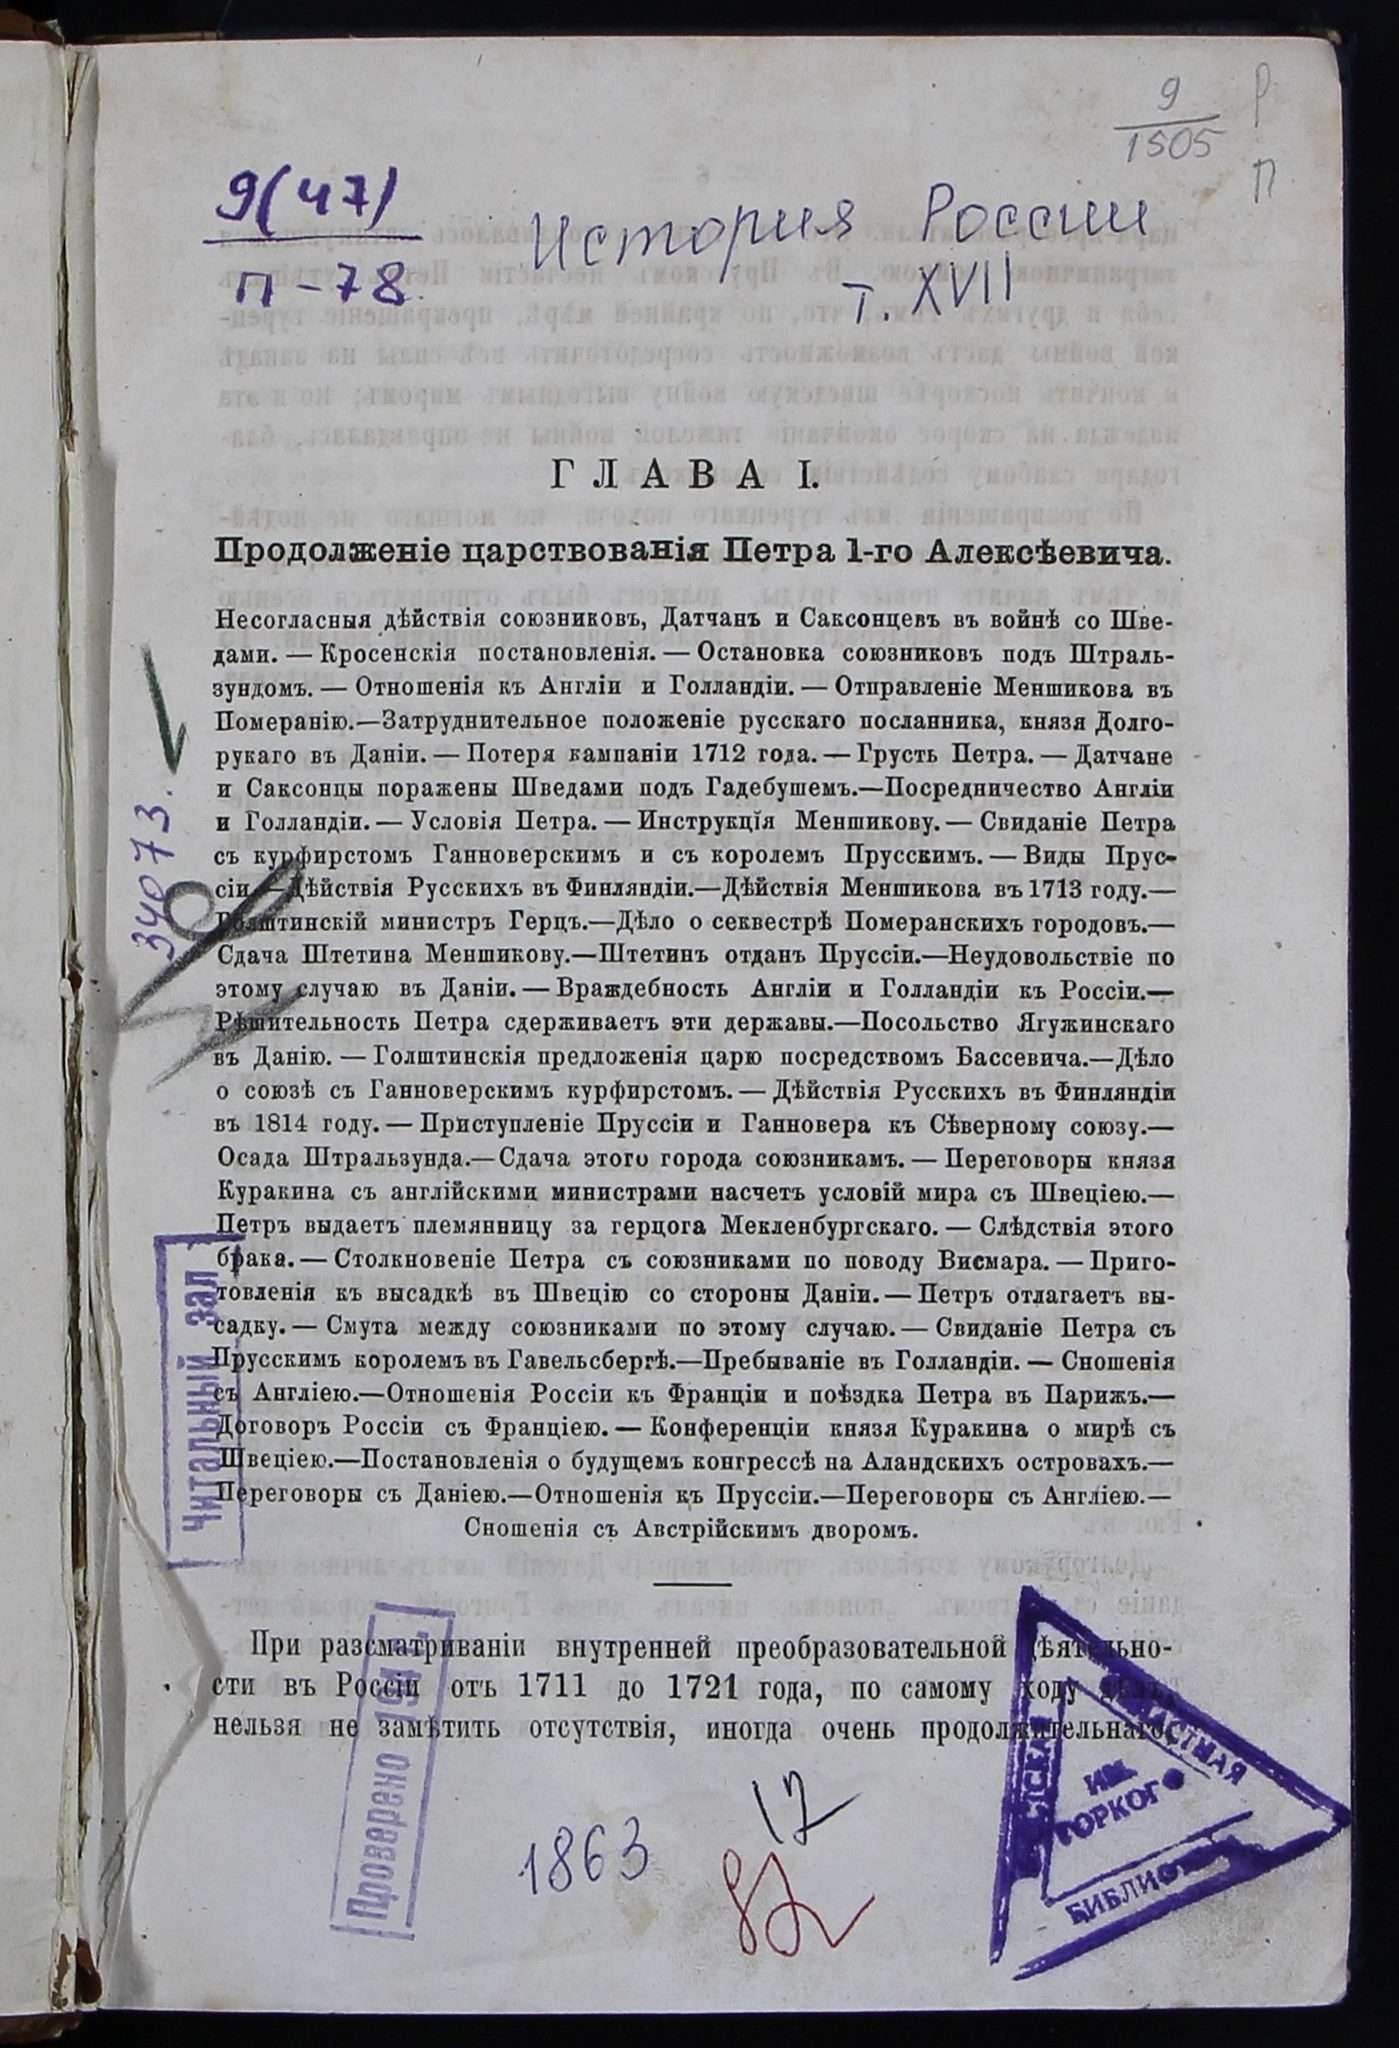 9
1505
Р
П
9(47)
П-78.
История России
т. XVII
ГЛАВА I.
Продолженіе царствованія Петра 1-го Алексѣевича.
Несогласныя дѣйствія союзниковъ, Датчанъ и Саксонцевъ въ войнѣ со Шве-
дами. — Кросенскія постановленія. — Остановка союзниковъ подъ Штраль-
зундомъ. — Отношенія къ Англіи и Голландіи. — Отправленіе Меншикова въ
Померанію.—Затруднительное положеніе русскаго посланника, князя Долго-
рукаго въ Даніи. — Потеря кампаніи 1712 года. — Грусть Петра. — Датчане
и Саксонцы поражены Шведами подъ Гадебушемъ.—Посредничество Англіи
и Голландіи. — Условія Петра. — Инструкція Меншикову. — Свиданіе Петра
съ курфирстомъ Ганноверскимъ и съ королемъ Прусскимъ. — Виды Прус-
сіи.—Дѣйствія Русскихъ въ Финляндіи.—Дѣйствія Меншикова въ 1713 году.—
Голштинскій министръ Герцъ.—Дѣло о секвестрѣ Померанскихъ городовъ.—
Сдача Штетина Меншикову.—Штетинъ отданъ Пруссіи.—Неудовольствіе по
этому случаю въ Даніи. — Враждебность Англіи и Голландіи къ Россіи.—
Рѣшительность Петра сдерживаетъ эти державы.—Посольство Ягужинскаго
въ Данію. — Голштинскія предложенія царю посредствомъ Бассевича.—Дѣло
о союзѣ съ Ганноверскимъ курфирстомъ. — Дѣйствія Русскихъ въ Финляндіи
въ 1814 году. — Приступленіе Пруссіи и Ганновера къ Сѣверному союзу.—
Осада Штральзунда.—Сдача этого города союзникамъ. — Переговоры князя
Куракина съ англійскими министрами насчетъ условій мира съ Швеціею.—
Петръ выдаетъ племянницу за герцога Мекленбургскаго. — Слѣдствія этого
брака. — Столкновеніе Петра съ союзниками по поводу Висмара. — Приго-
товленія къ высадкѣ въ Швецію со стороны Даніи. — Петръ отлагаетъ вы-
садку. — Смута между союзниками по этому случаю. — Свиданіе Петра съ
Прусскимъ королемъ въ Гавельсбергѣ.—Пребываніе въ Голландіи. — Сношенія
съ Англіею.—Отношенія Россіи къ Франціи и поѣздка Петра въ Парижъ.—
Договоръ Россіи съ Франціею. — Конференціи князя Куракина о мирѣ съ
Швеціею.—Постановленія о будущемъ конгрессѣ на Аландскихъ островахъ.—
Переговоры съ Даніею.—Отношенія къ Пруссіи.—Переговоры съ Англіею.—
Сношенія съ Австрійскимъ дворомъ.
При разсматриваніи внутренней преобразовательной дѣятельно-
сти въ Россіи отъ 1711 до 1721 года, по самому ходу дѣла,
нельзя не замѣтить отсутствія, иногда очень продолжительнаго,
340 73.
Читальный зал
Проверено
1863
12
ОБЛАСТНАЯ
ИМ.
ГОРКОГО
БИБЛИОТЕКА